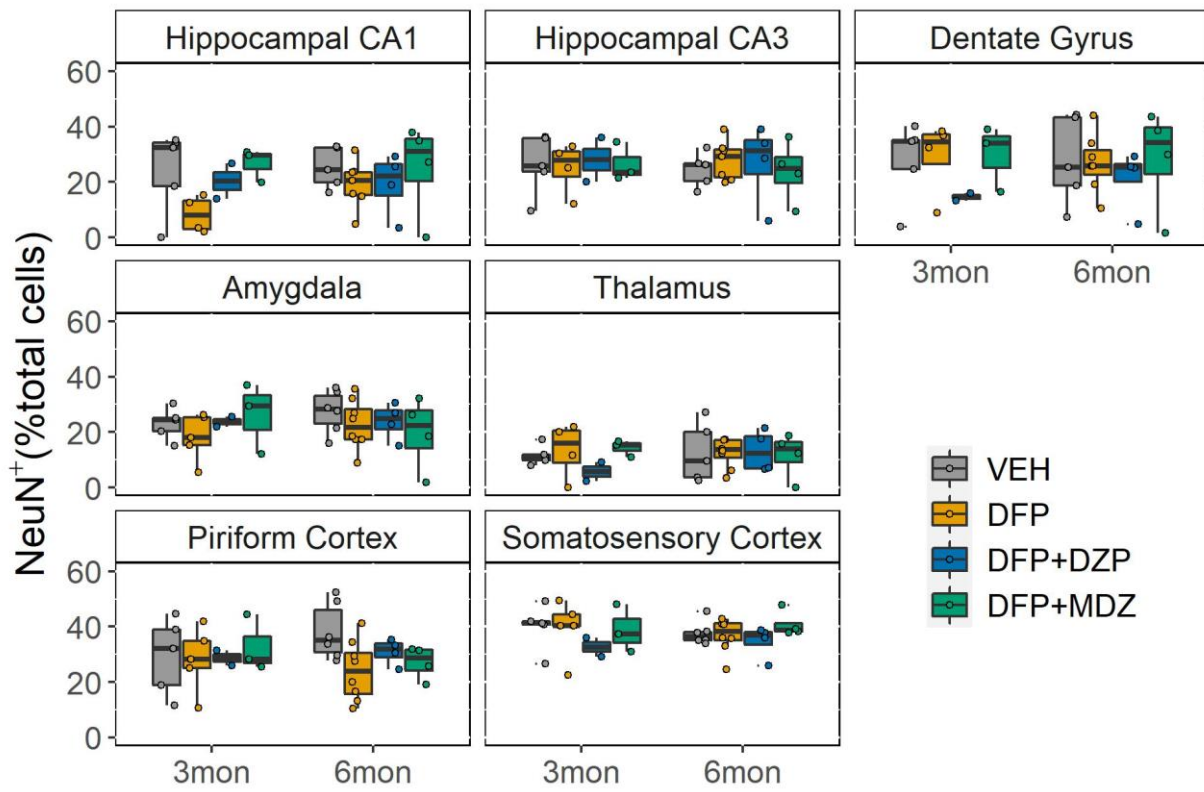 Hippocampal CA1
Hippocampal CA3
Dentate Gyrus
60
40
20
0
3mon
6mon
Amygdala
Thalamus
60
40
20
0
Piriform Cortex
Somatosensory Cortex
60
40
20
0
3mon
6mon
3mon
6mon
NeuN⁺(%total cells)
VEH
DFP
DFP+DZP
DFP+MDZ